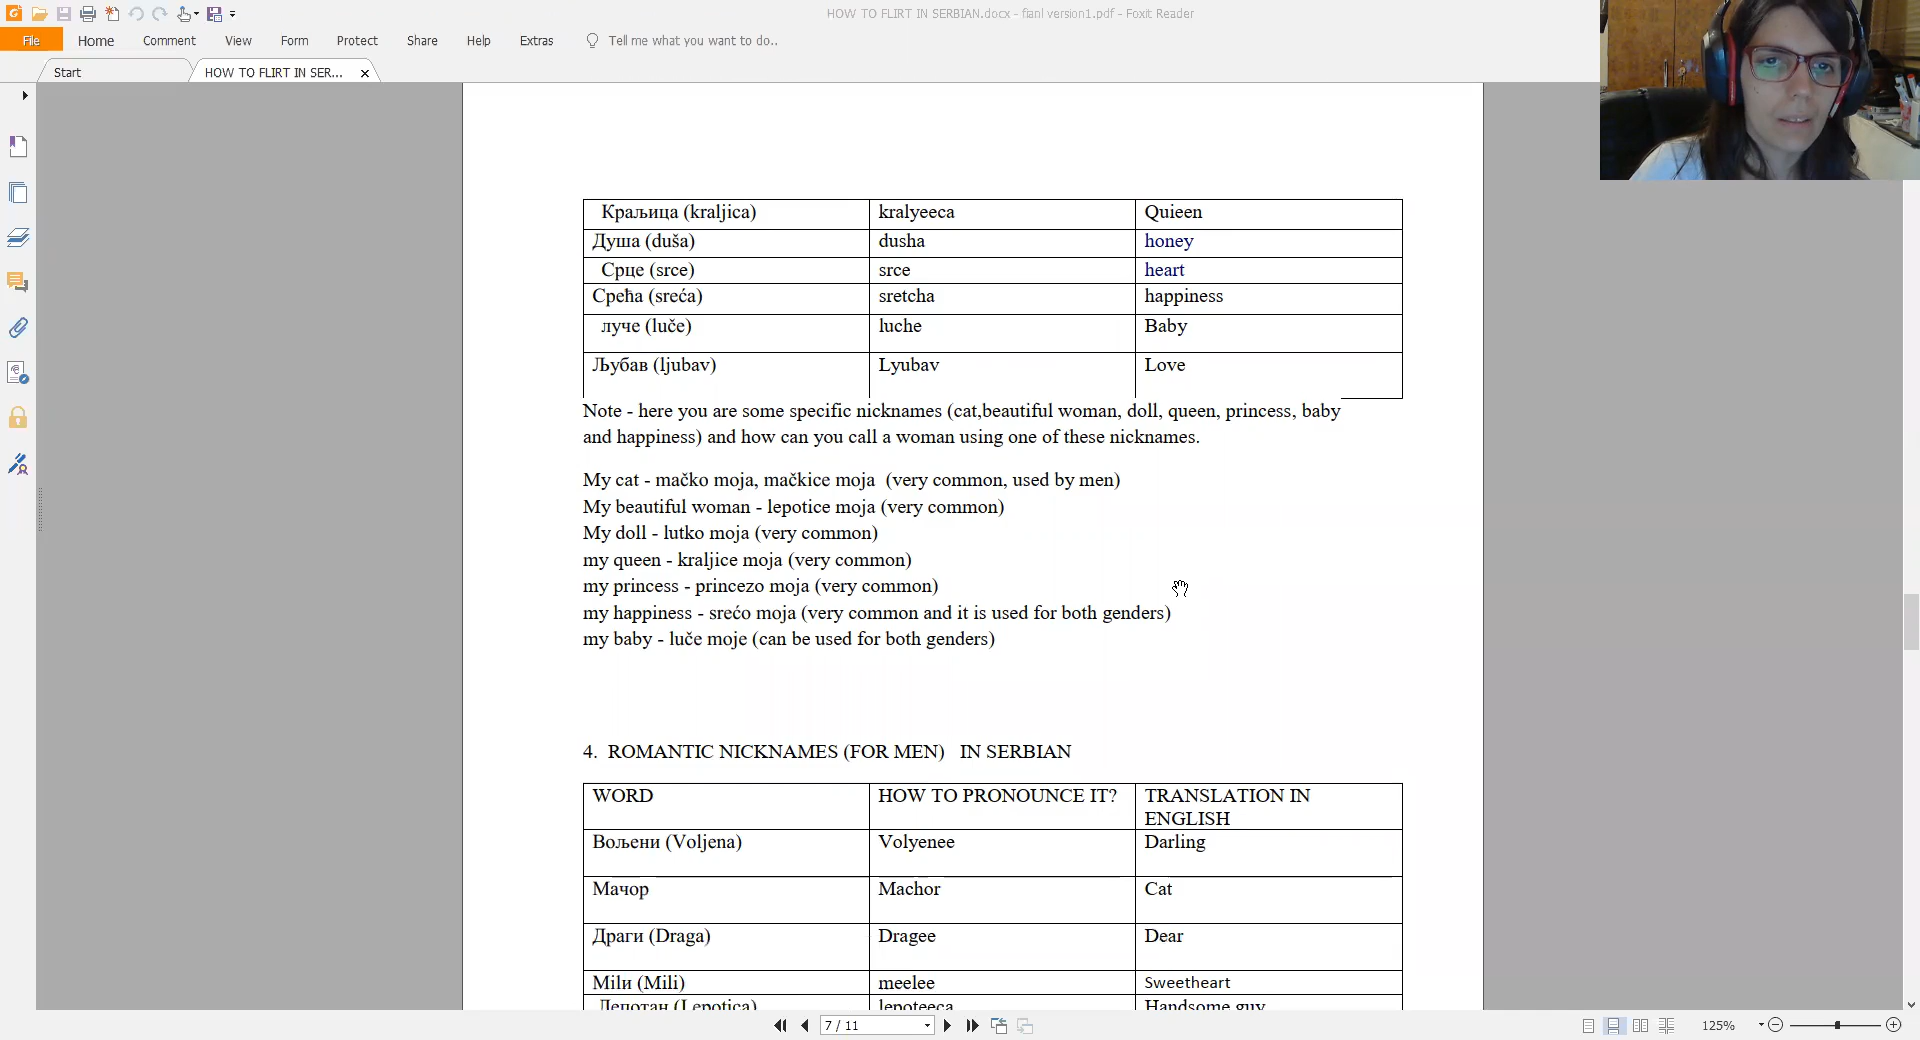 HOW TO FLIRT IN SERBIAN.docx - fianl version1.pdf - Foxit Reader
File Home Comment View Form Protect Share Help Extras Tell me what you want to do..
Start HOW TO FLIRT IN SER...
Краљица (kraljica) kralyeeca Quieen
Душа (duša) dusha honey
Срце (srce) srce heart
Срећа (sreća) sretcha happiness
луче (luče) luche Baby
Љубав (ljubav) Lyubav Love
Note - here you are some specific nicknames (cat,beautiful woman, doll, queen, princess, baby
and happiness) and how can you call a woman using one of these nicknames.
My cat - mačko moja, mačkice moja (very common, used by men)
My beautiful woman - lepotice moja (very common)
My doll - lutko moja (very common)
my queen - kraljice moja (very common)
my princess - princezo moja (very common)
my happiness - srećo moja (very common and it is used for both genders)
my baby - luče moje (can be used for both genders)
4. ROMANTIC NICKNAMES (FOR MEN) IN SERBIAN
WORD HOW TO PRONOUNCE IT? TRANSLATION IN
ENGLISH
Вољени (Voljena) Volyenee Darling
Мачор Machor Cat
Драги (Draga) Dragee Dear
Milи (Mili) meelee Sweetheart
Лепотан (Lepotica) lepoteeca Handsome guy
7 / 11 125%